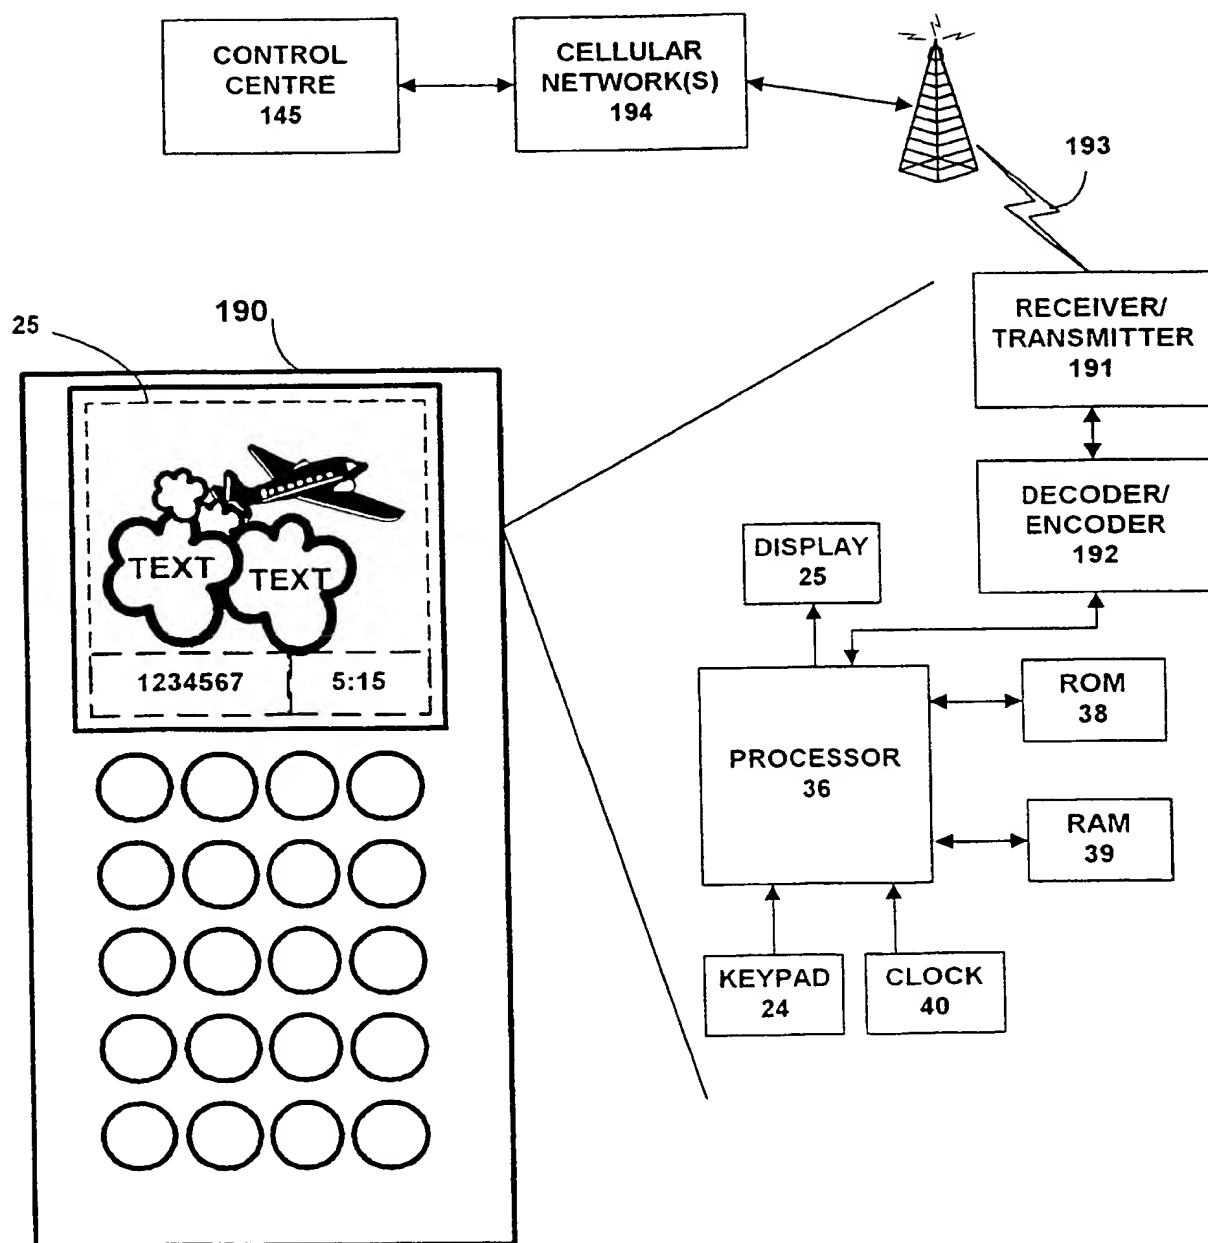 CONTROL
CENTRE
145
CELLULAR
NETWORK(S)
194
193
RECEIVER/
TRANSMITTER
191
190
25
DECODER/
ENCODER
192
DISPLAY
25
TEXT
TEXT
1234567
5:15
ROM
38
PROCESSOR
36
RAM
39
KEYPAD
24
CLOCK
40